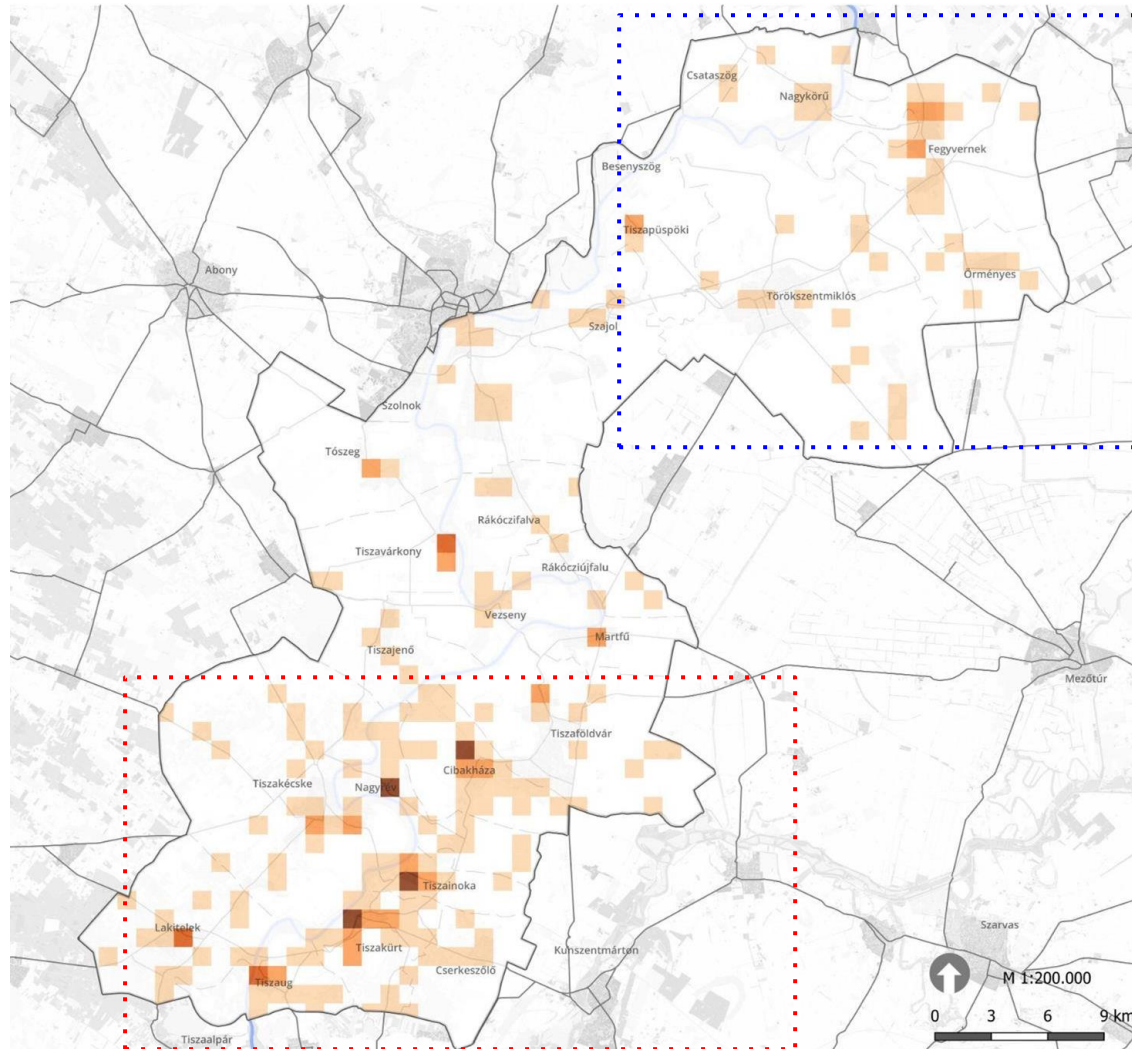 Csataszög
Nagykörű
Fegyvernek
Besenyszög
Tiszapüspöki
Abony
Örményes
Törökszentmiklós
Szajol
Szolnok
Tószeg
Rákóczifalva
Tiszavárkony
Rákócziújfalu
Vezseny
Martfű
Tiszajenő
Mezőtúr
Tiszaföldvár
Cibakháza
Tiszakécske
Nagyrév
Tiszainoka
Lakitelek
Szarvas
Tiszakürt
Kunszentmárton
Cserkeszőlő
Tiszaug
M 1:200.000
0 3 6 9 km
Tiszaalpár